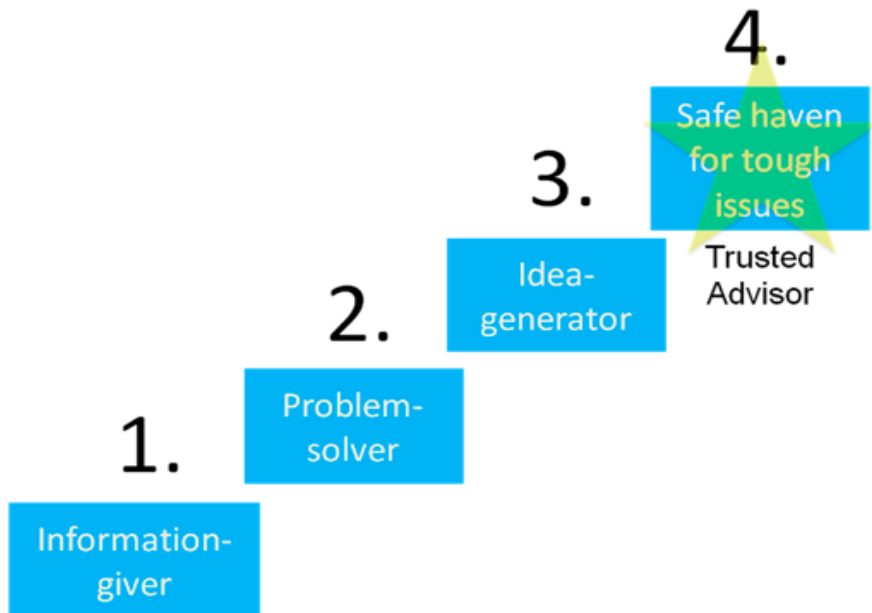 1.
Information-
giver
2.
Problem-
solver
3.
Idea-
generator
4.
Safe haven
for tough
issues
Trusted
Advisor